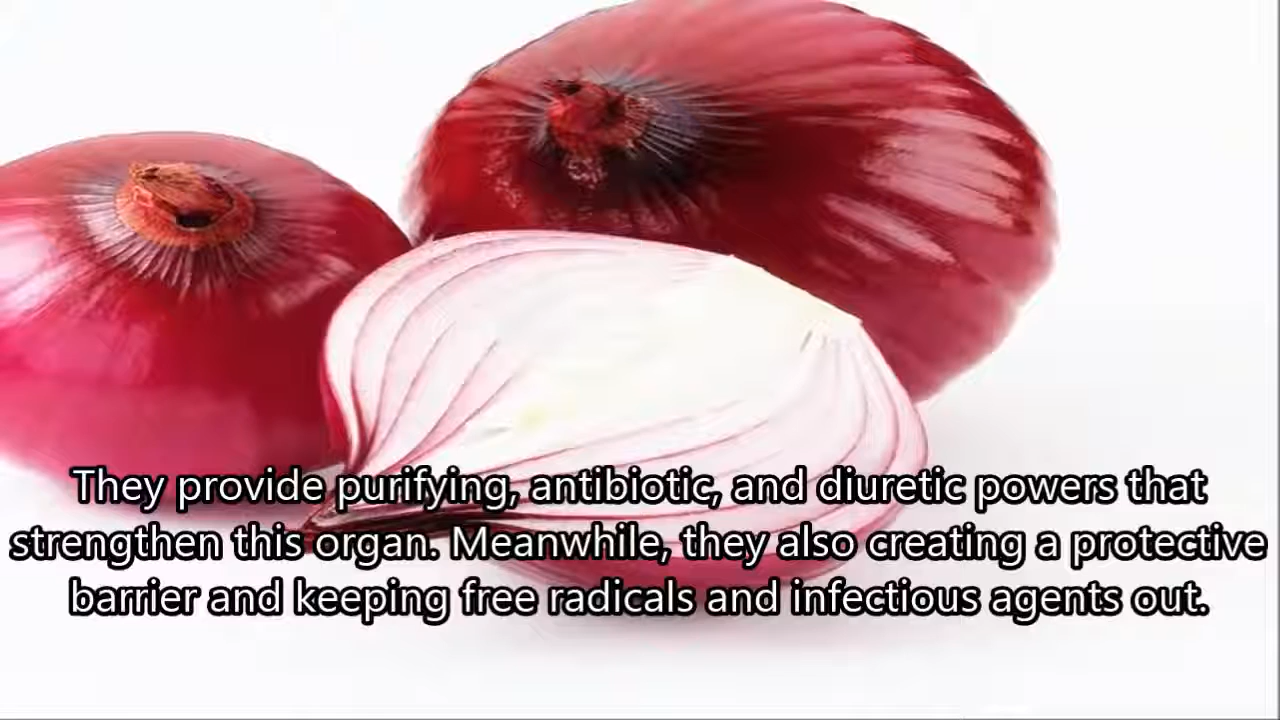 They provide purifying, antibiotic, and diuretic powers that
strengthen this organ. Meanwhile, they also creating a protective
barrier and keeping free radicals and infectious agents out.